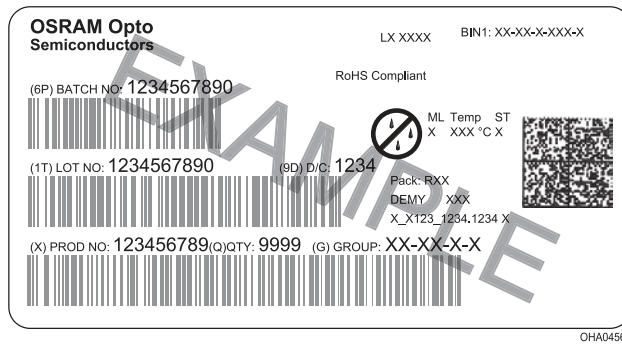 OSRAM Opto
Semiconductors
LX XXXX
BIN1: XX-XX-X-XXX-X
RoHS Compliant
(6P) BATCH NO: 1234567890
ML Temp ST
X XXX °C X
(1T) LOT NO: 1234567890
(9D) D/C: 1234
Pack: RXX
DEMY XXX
X_X123_1234.1234 X
(X) PROD NO: 123456789(Q)QTY: 9999 (G) GROUP: XX-XX-X-X
EXAMPLE
OHA0456